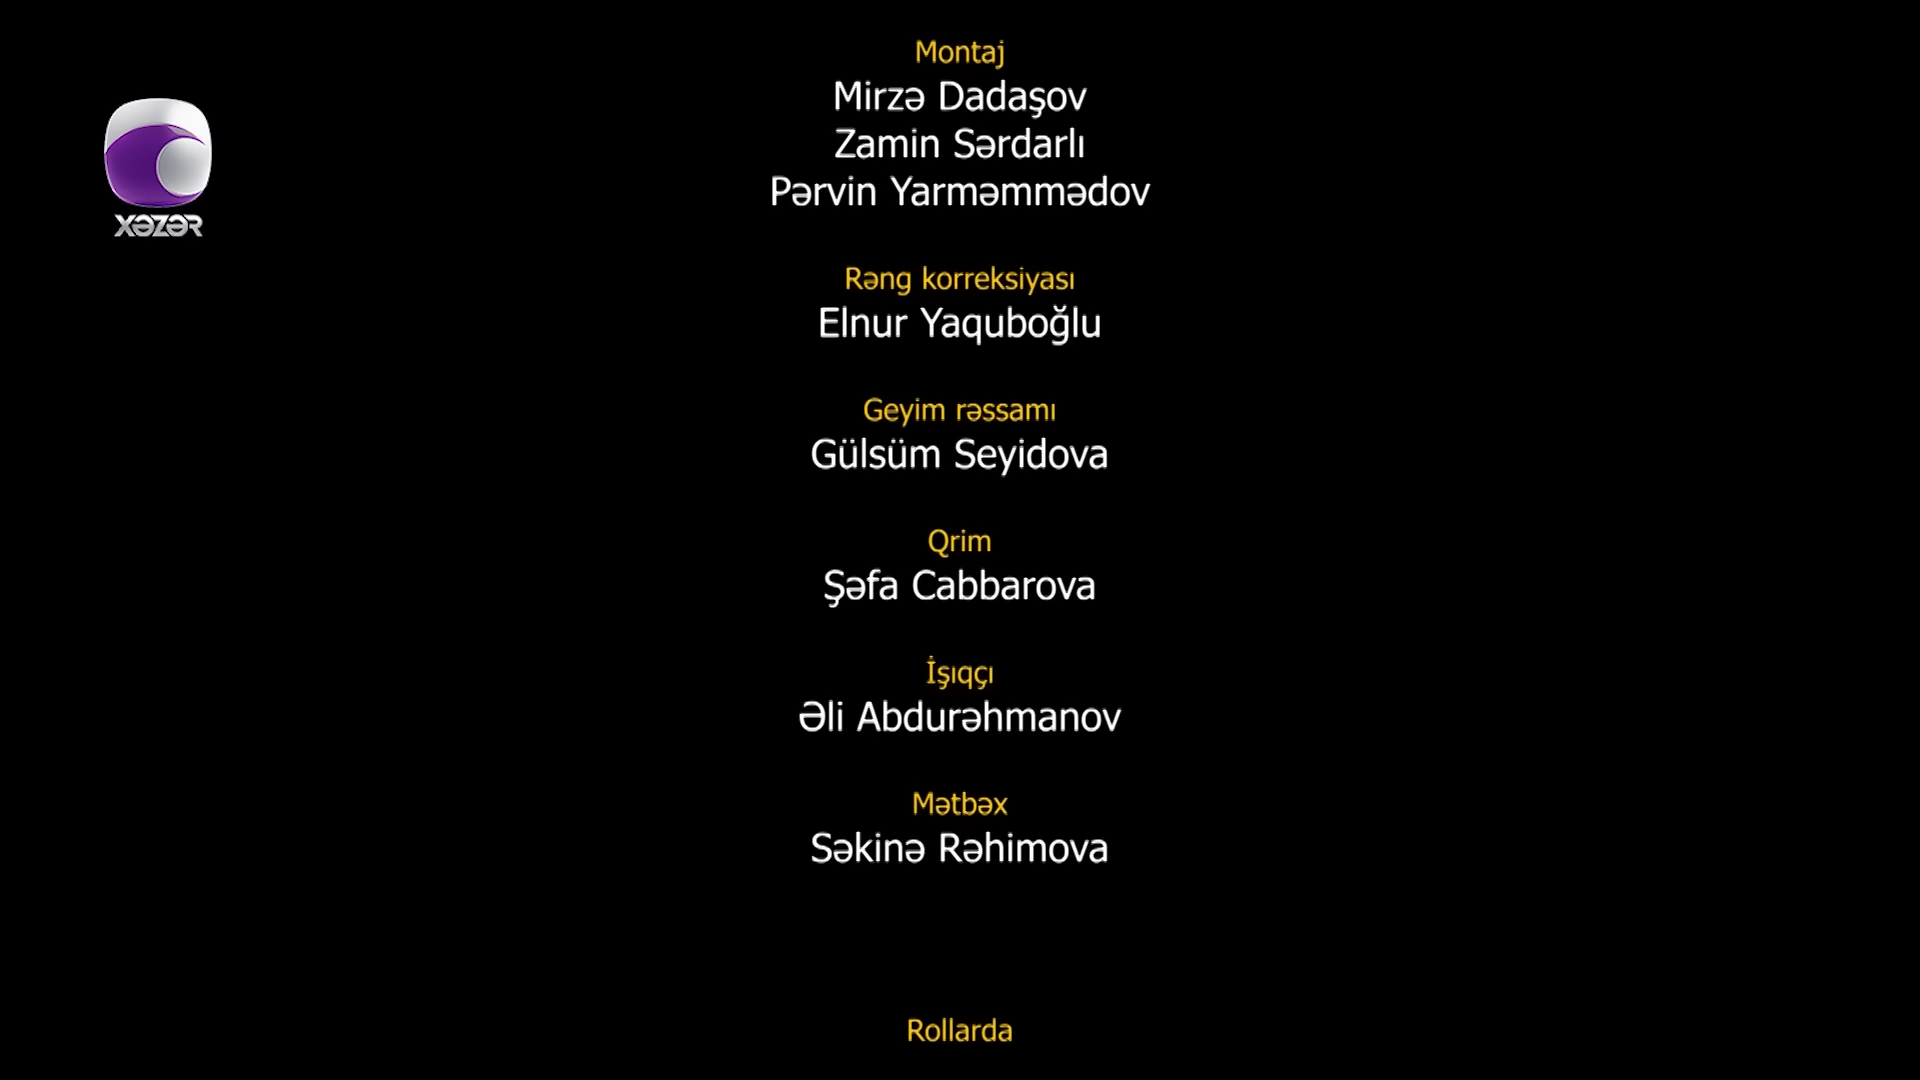 Montaj
Mirzə Dadaşov
Zamin Sərdarlı
Pərvin Yarməmmədov
XƏZƏR
Rəng korreksiyası
Elnur Yaquboğlu
Geyim rəssamı
Gülsüm Seyidova
Qrim
Şəfa Cabbarova
İşıqçı
Əli Abdurəhmanov
Mətbəx
Səkinə Rəhimova
Rollarda